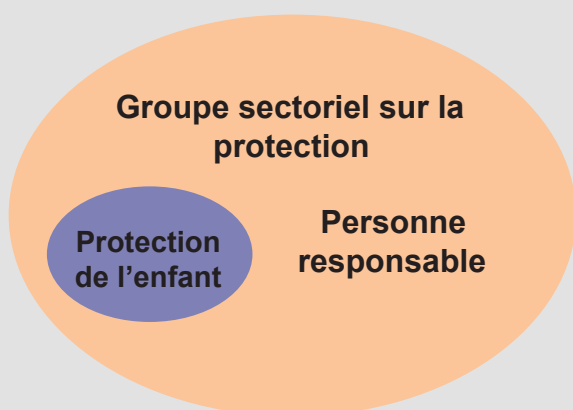 Groupe sectoriel sur la
protection
Protection
de l’enfant
Personne
responsable